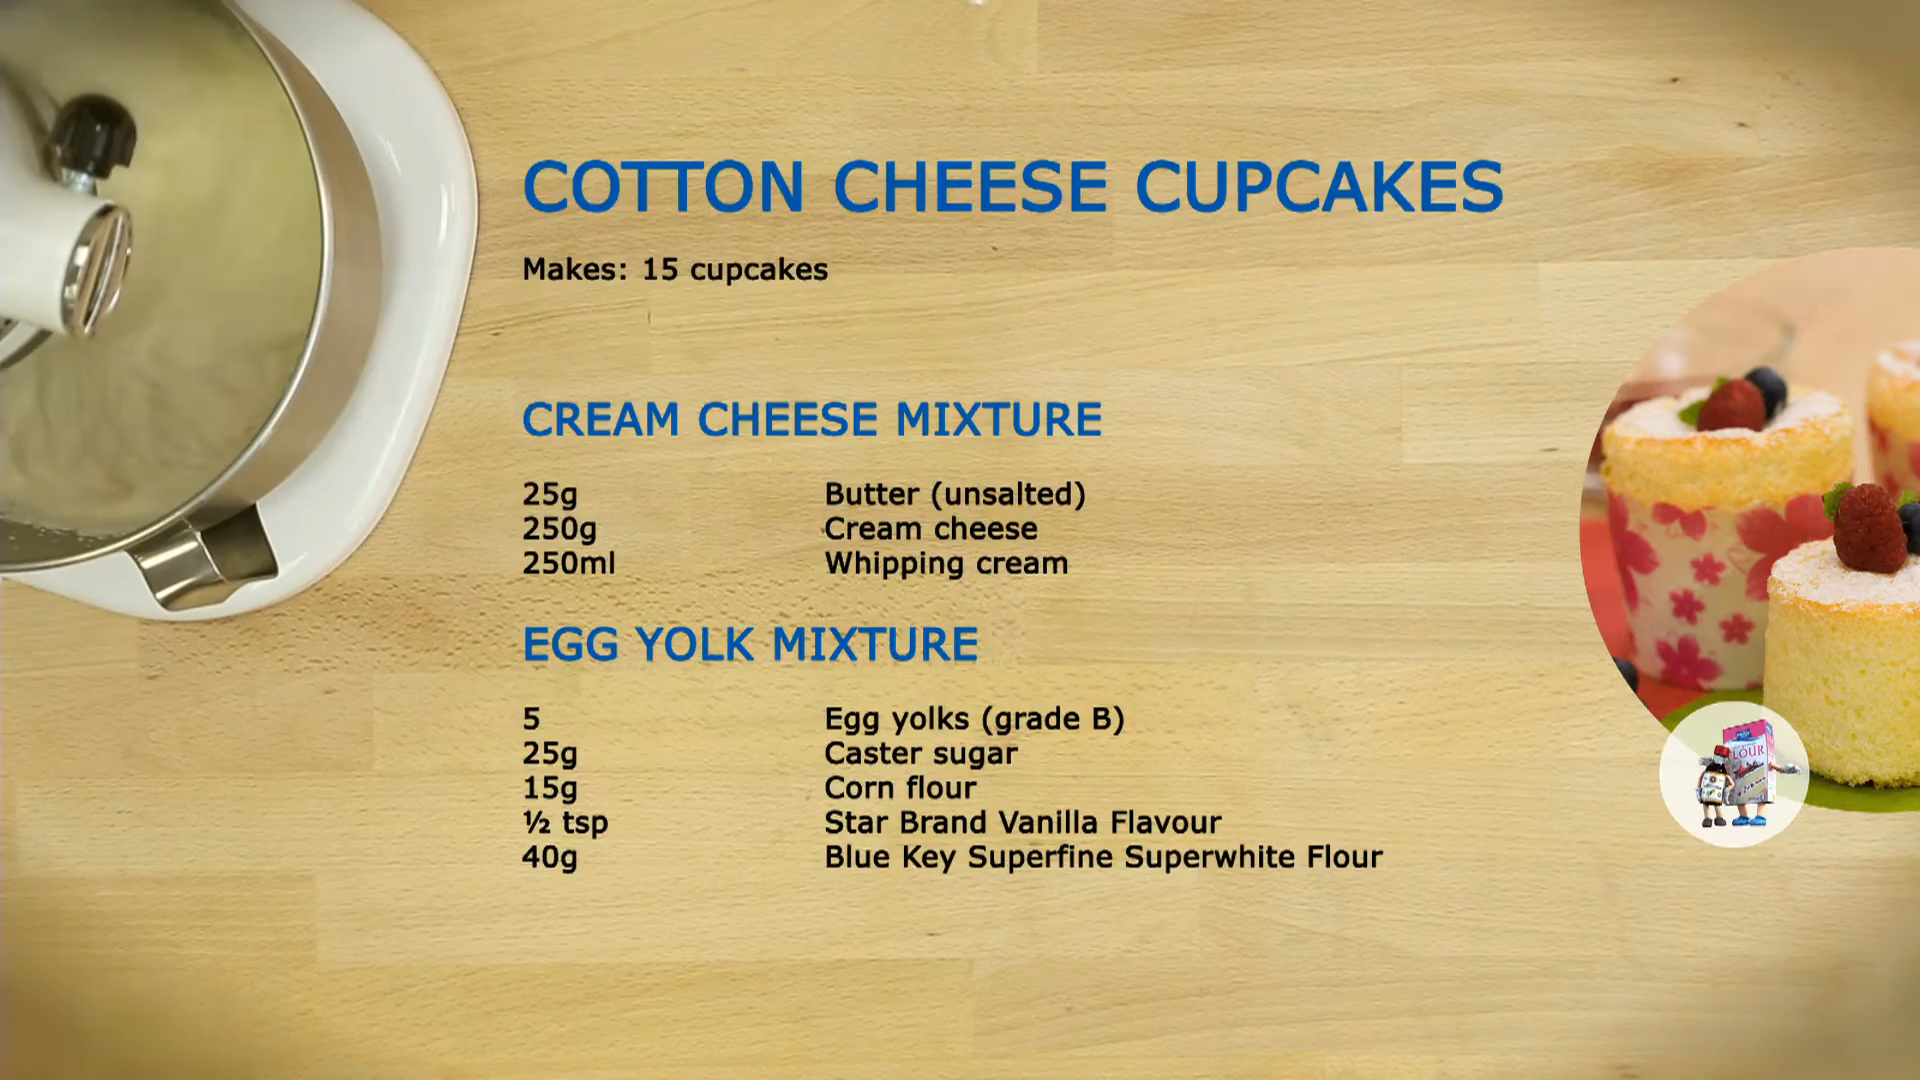 COTTON CHEESE CUPCAKES
Makes: 15 cupcakes
CREAM CHEESE MIXTURE
25g Butter (unsalted)
250g Cream cheese
250ml Whipping cream
EGG YOLK MIXTURE
5 Egg yolks (grade B)
25g Caster sugar
15g Corn flour
½ tsp Star Brand Vanilla Flavour
40g Blue Key Superfine Superwhite Flour
FLOUR